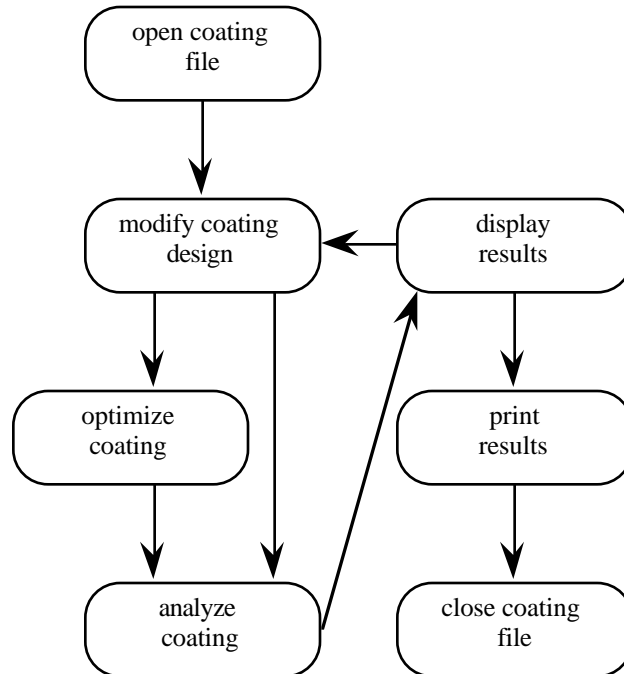 open coating
file
modify coating
design
display
results
optimize
coating
print
results
analyze
coating
close coating
file